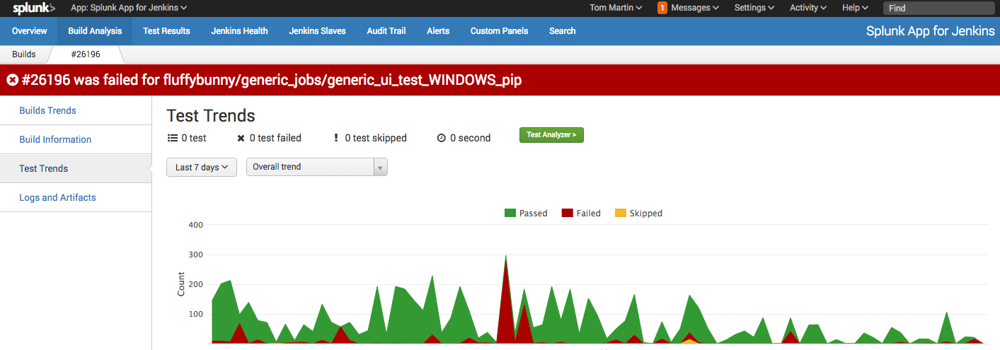 splunk> App: Splunk App for Jenkins Tom Martin 1 Messages Settings Activity Help Find
Overview Build Analysis Test Results Jenkins Health Jenkins Slaves Audit Trail Alerts Custom Panels Search Splunk App for Jenkins
Builds #26196
#26196 was failed for fluffybunny/generic_jobs/generic_ui_test_WINDOWS_pip
Builds Trends
Build Information
Test Trends
Logs and Artifacts
Test Trends
0 test 0 test failed 0 test skipped 0 second Test Analyzer >
Last 7 days Overall trend
Passed Failed Skipped
400
300
200
100
Count